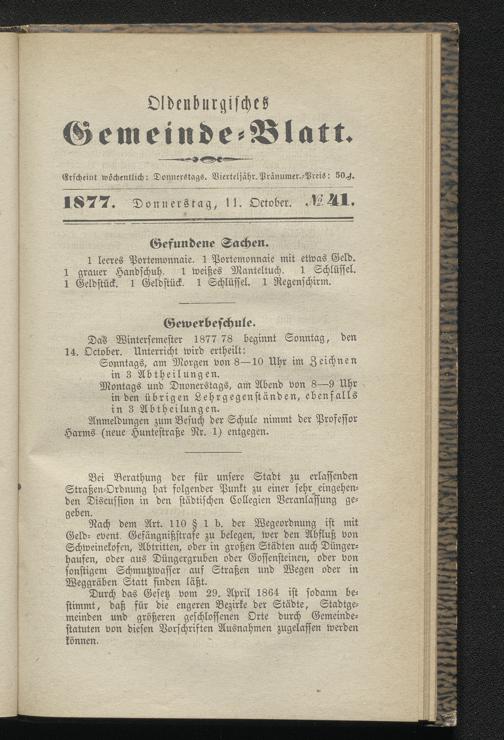 Oldenburgisches
Gemeinde-Blatt.
Erscheint wöchentlich: Donnerstags. Vierteljähr. Pränumer.-Preis: 50 ₰.
1877. Donnerstag, 11. October. № 41.
Gefundene Sachen.
1 leeres Portemonnaie. 1 Portemonnaie mit etwas Geld.
1 grauer Handschuh. 1 weißes Manteltuch. 1 Schlüssel.
1 Geldstück. 1 Geldstück. 1 Schlüssel. 1 Regenschirm.
Gewerbeschule.
Das Wintersemester 1877 78 beginnt Sonntag, den
14. October. Unterricht wird ertheilt:
Sonntags, am Morgen von 8—10 Uhr im Zeichnen
in 3 Abtheilungen.
Montags und Dnonerstags, am Abend von 8—9 Uhr
in den übrigen Lehrgegenständen, ebenfalls
in 3 Abtheilungen.
Anmeldungen zum Besuch der Schule nimmt der Professor
Harms (neue Huntestraße Nr. 1) entgegen.
Bei Berathung der für unsere Stadt zu erlassenden
Straßen-Ordnung hat folgender Punkt zu einer sehr eingehen-
den Discussion in den städtischen Collegien Veranlassung ge-
geben.
Nach dem Art. 110 § 1 b. der Wegeordnung ist mit
Geld- event. Gefängnißstrafe zu belegen, wer den Abfluß von
Schweinekofen, Abtritten, oder in großen Städten auch Dünger-
haufen, oder aus Düngergruben oder Gossensteinen, oder von
sonstigem Schmutzwasser auf Straßen und Wegen oder in
Weggräben Statt finden läßt.
Durch das Gesetz vom 29. April 1864 ist sodann be-
stimmt, daß für die engeren Bezirke der Städte, Stadtge-
meinden und größeren geschlossenen Orte durch Gemeinde-
statuten von diesen Vorschriften Ausnahmen zugelassen werden
können.